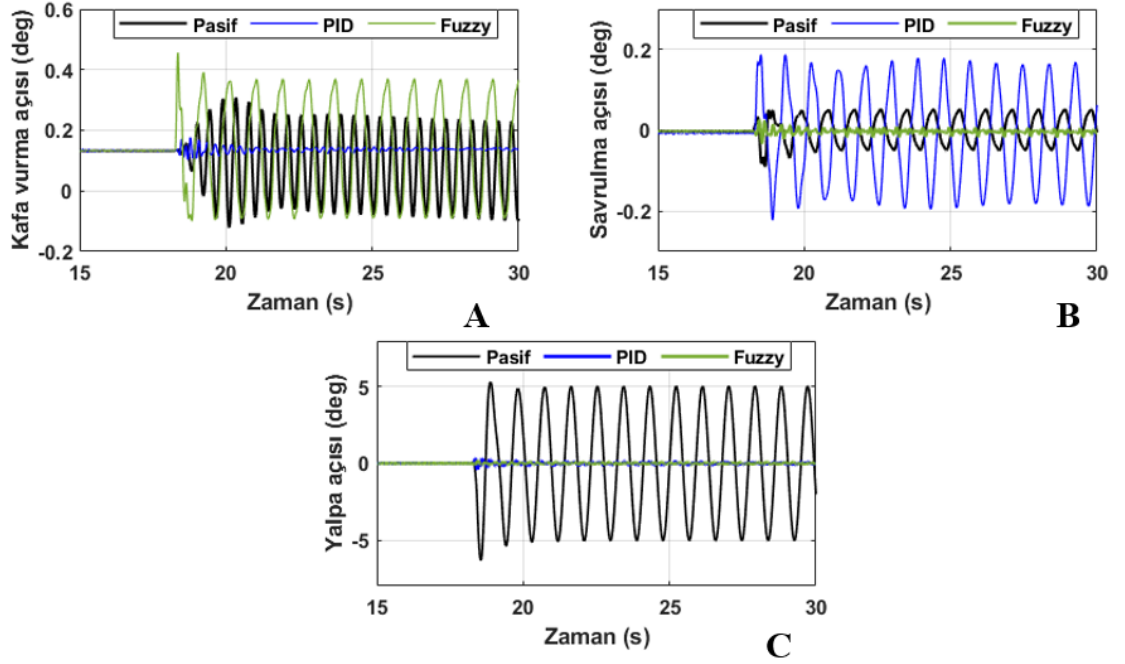 Kafa vurma açısı (deg)
Pasif PID Fuzzy
0.6
0.4
0.2
0
-0.2
15 20 25 30
Zaman (s)
A
Savrulma açısı (deg)
Pasif PID Fuzzy
0.2
0
-0.2
15 20 25 30
Zaman (s)
B
Yalpa açısı (deg)
Pasif PID Fuzzy
5
0
-5
15 20 25 30
Zaman (s)
C